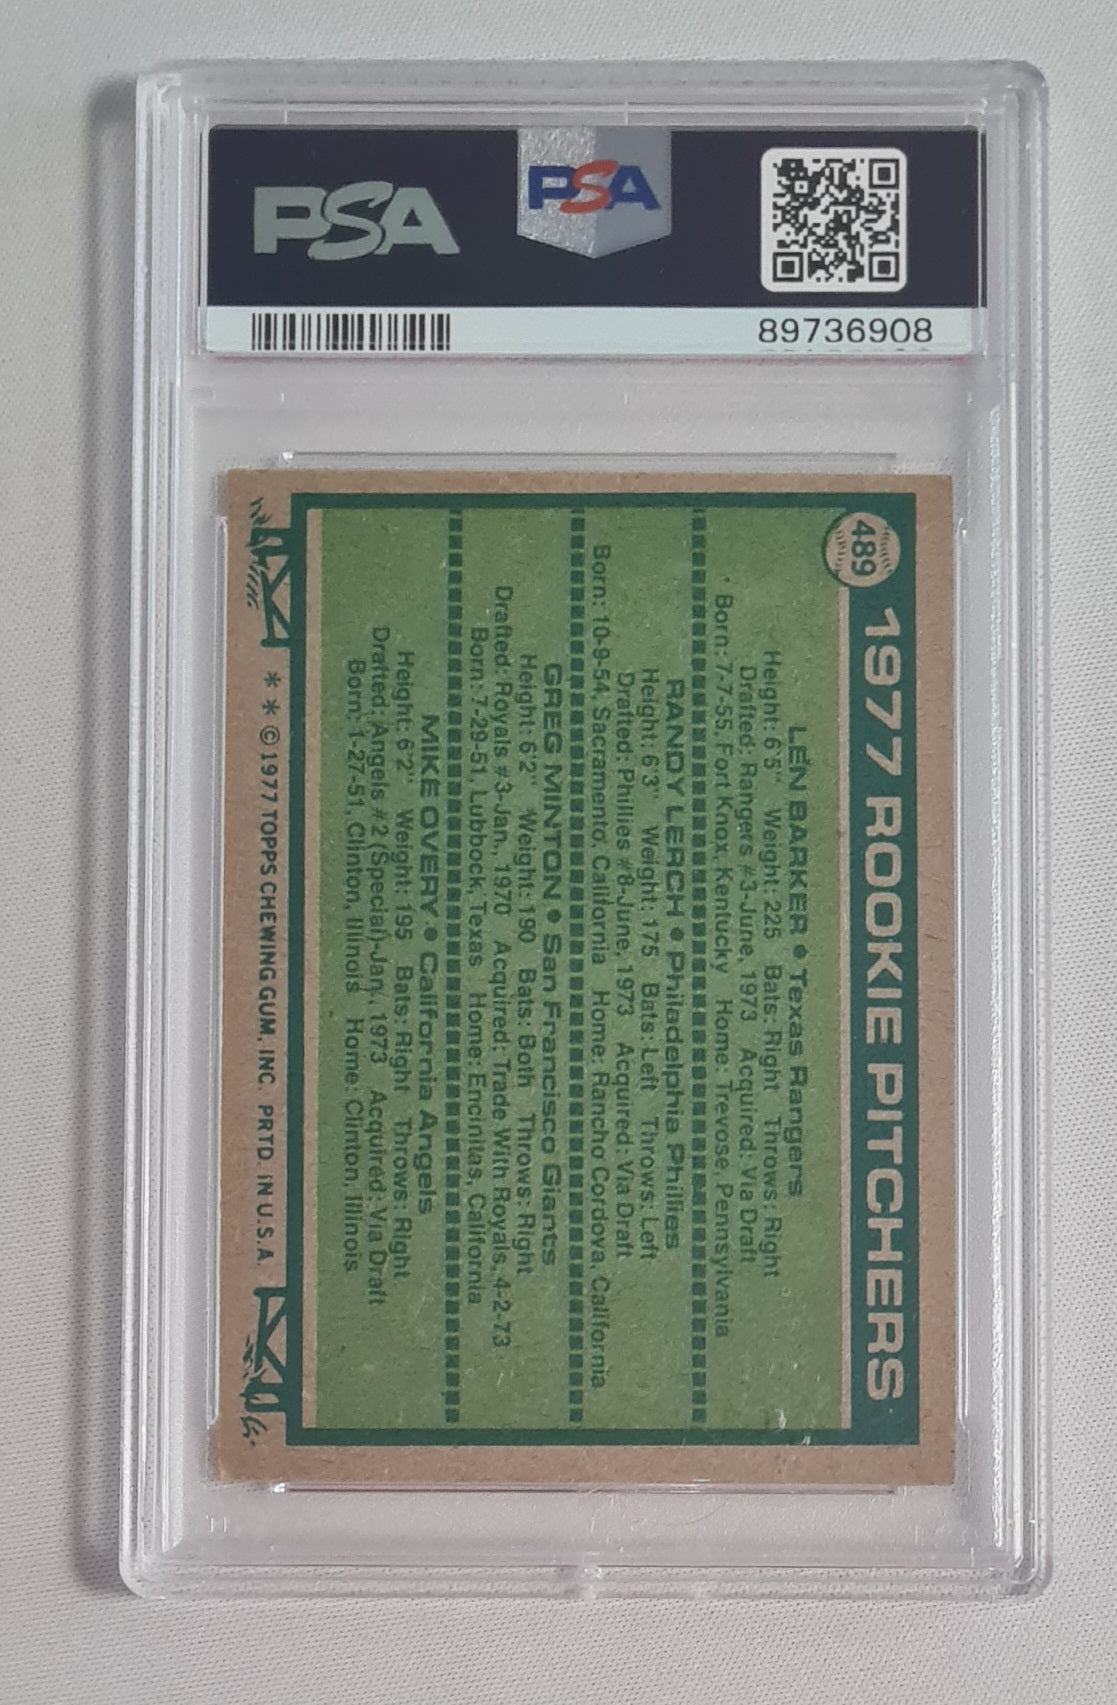 PSA
PSA
89736908
489
1977 ROOKIE PITCHERS
LEN BARKER • Texas Rangers
Height: 6'5" Weight: 225 Bats: Right Throws: Right
Drafted: Rangers #3-June, 1973 Acquired: Via Draft
Born: 7-7-55, Fort Knox, Kentucky Home: Trevose, Pennsylvania
RANDY LERCH • Philadelphia Phillies
Height: 6'3" Weight: 175 Bats: Left Throws: Left
Drafted: Phillies #8-June, 1973 Acquired: Via Draft
Born: 10-9-54, Sacramento, California Home: Rancho Cordova, California
GREG MINTON • San Francisco Giants
Height: 6'2" Weight: 190 Bats: Both Throws: Right
Drafted: Royals #3-Jan., 1970 Acquired: Trade With Royals, 4-2-73
Born: 7-29-51, Lubbock, Texas Home: Encinitas, California
MIKE OVERY • California Angels
Height: 6'2" Weight: 195 Bats: Right Throws: Right
Drafted: Angels #2 (Special)-Jan., 1973 Acquired: Via Draft
Born: 1-27-51, Clinton, Illinois Home: Clinton, Illinois
* * © 1977 TOPPS CHEWING GUM, INC. PRTD. IN U.S.A.